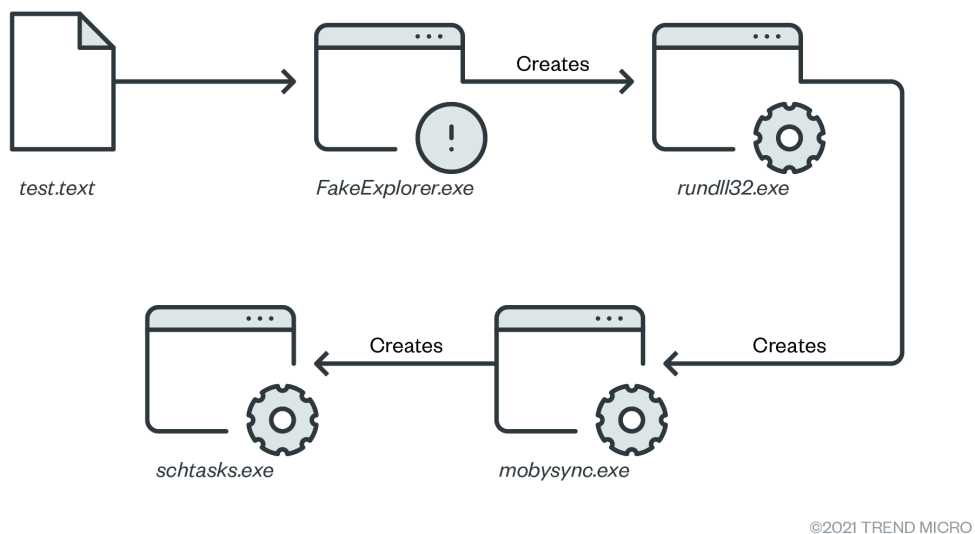 Creates
test.text
FakeExplorer.exe
rundll32.exe
Creates
Creates
schtasks.exe
mobysync.exe
©2021 TREND MICRO